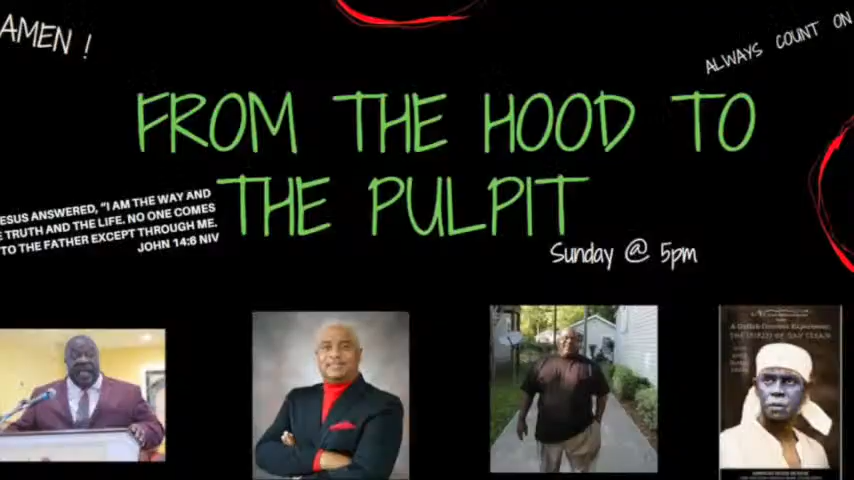 AMEN !
ALWAYS COUNT ON
FROM THE HOOD TO
THE PULPIT
Sunday @ 5pm
ESUS ANSWERED, "I AM THE WAY AND
E TRUTH AND THE LIFE. NO ONE COMES
TO THE FATHER EXCEPT THROUGH ME.
JOHN 14:6 NIV